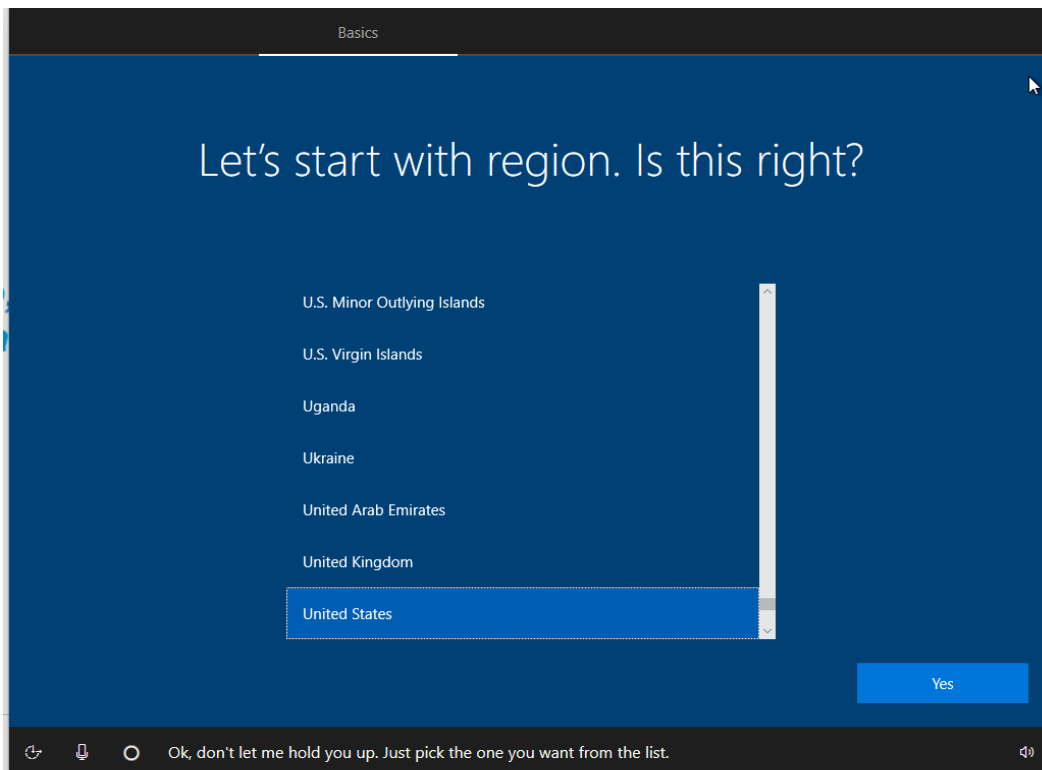 Basics
Let's start with region. Is this right?
U.S. Minor Outlying Islands
U.S. Virgin Islands
Uganda
Ukraine
United Arab Emirates
United Kingdom
United States
Yes
Ok, don't let me hold you up. Just pick the one you want from the list.